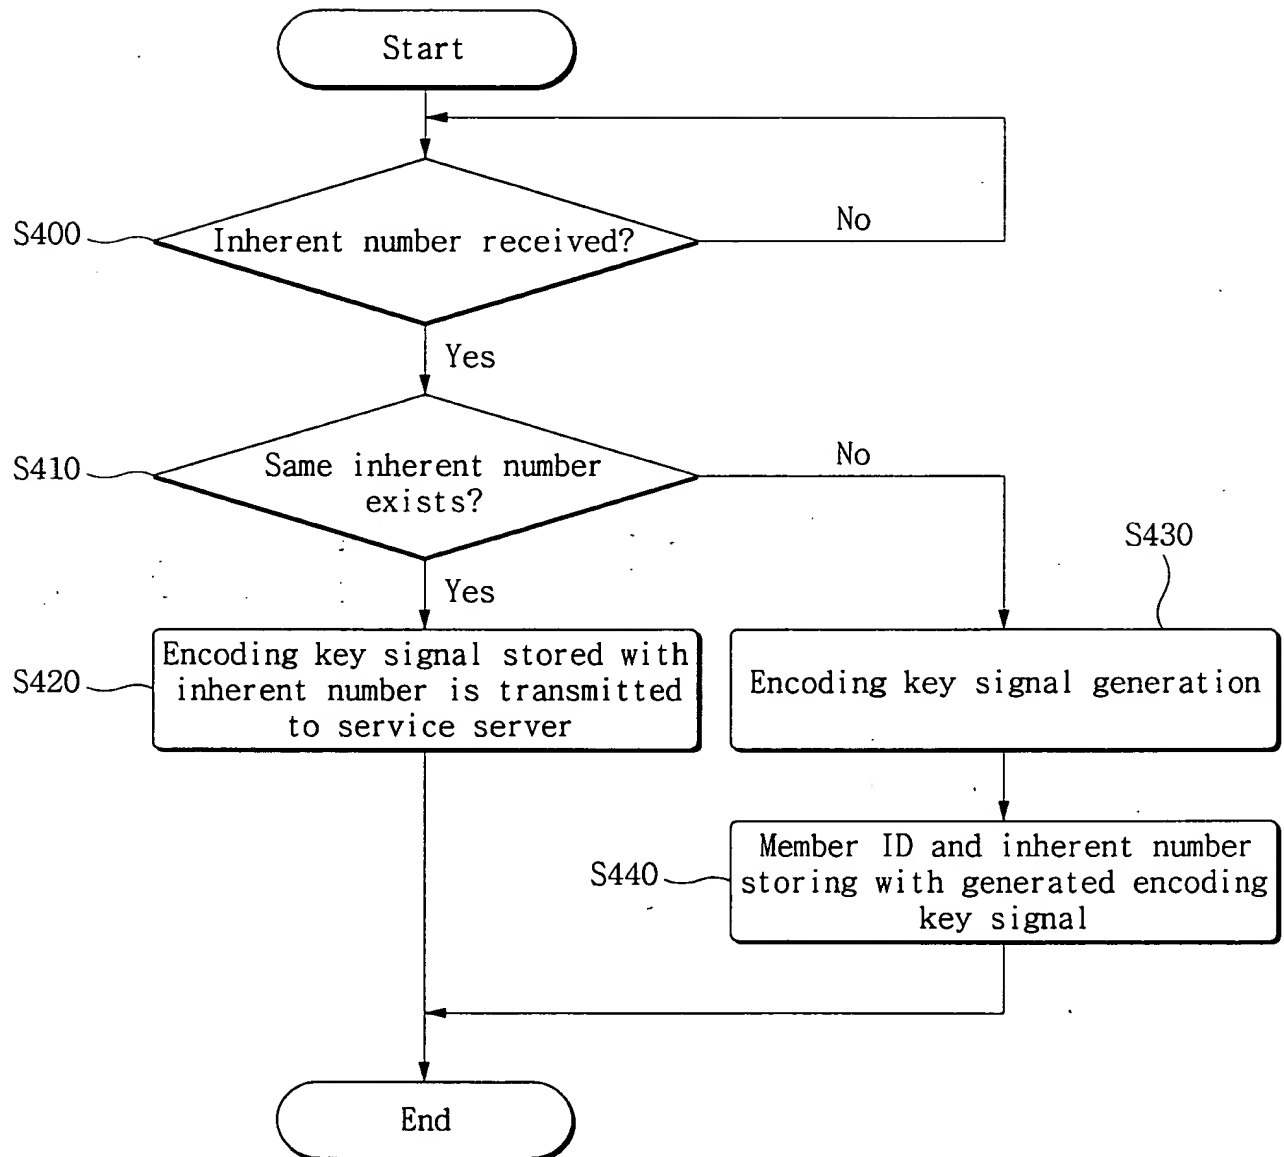 Start
No
S400
Inherent number received?
Yes
S410
Same inherent number
exists?
No
S430
Yes
S420
Encoding key signal stored with
inherent number is transmitted
to service server
Encoding key signal generation
S440
Member ID and inherent number
storing with generated encoding
key signal
End